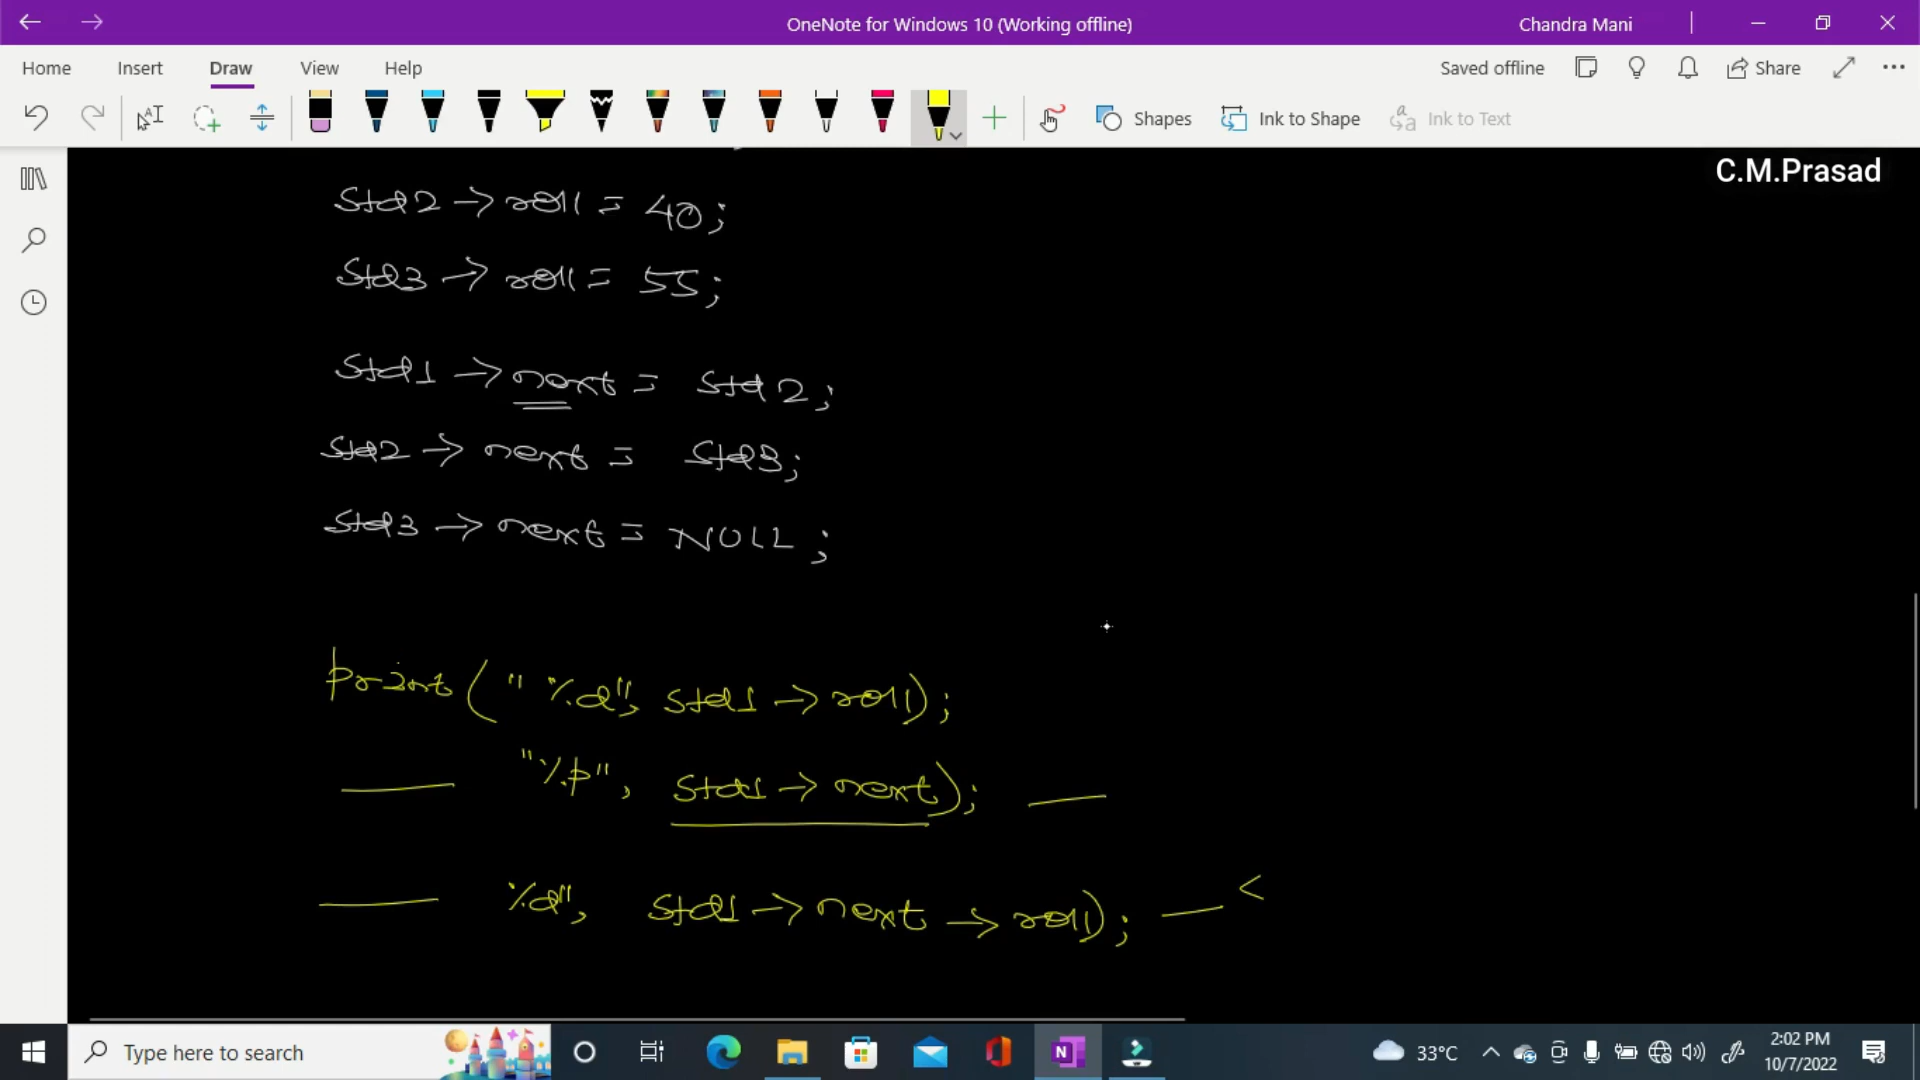 OneNote for Windows 10 (Working offline)
Chandra Mani
Home Insert Draw View Help
Saved offline
Share
Shapes
Ink to Shape
Ink to Text
C.M.Prasad
Std2 → roll = 40;
Std3 → roll = 55;
Std1 → next = Std2;
Std2 → next = Std3;
Std3 → next = NULL;
print("%d", Std1 → roll);
"%p", Std1 → next);
%d", Std1 → next → roll);
Type here to search
33°C
2:02 PM
10/7/2022